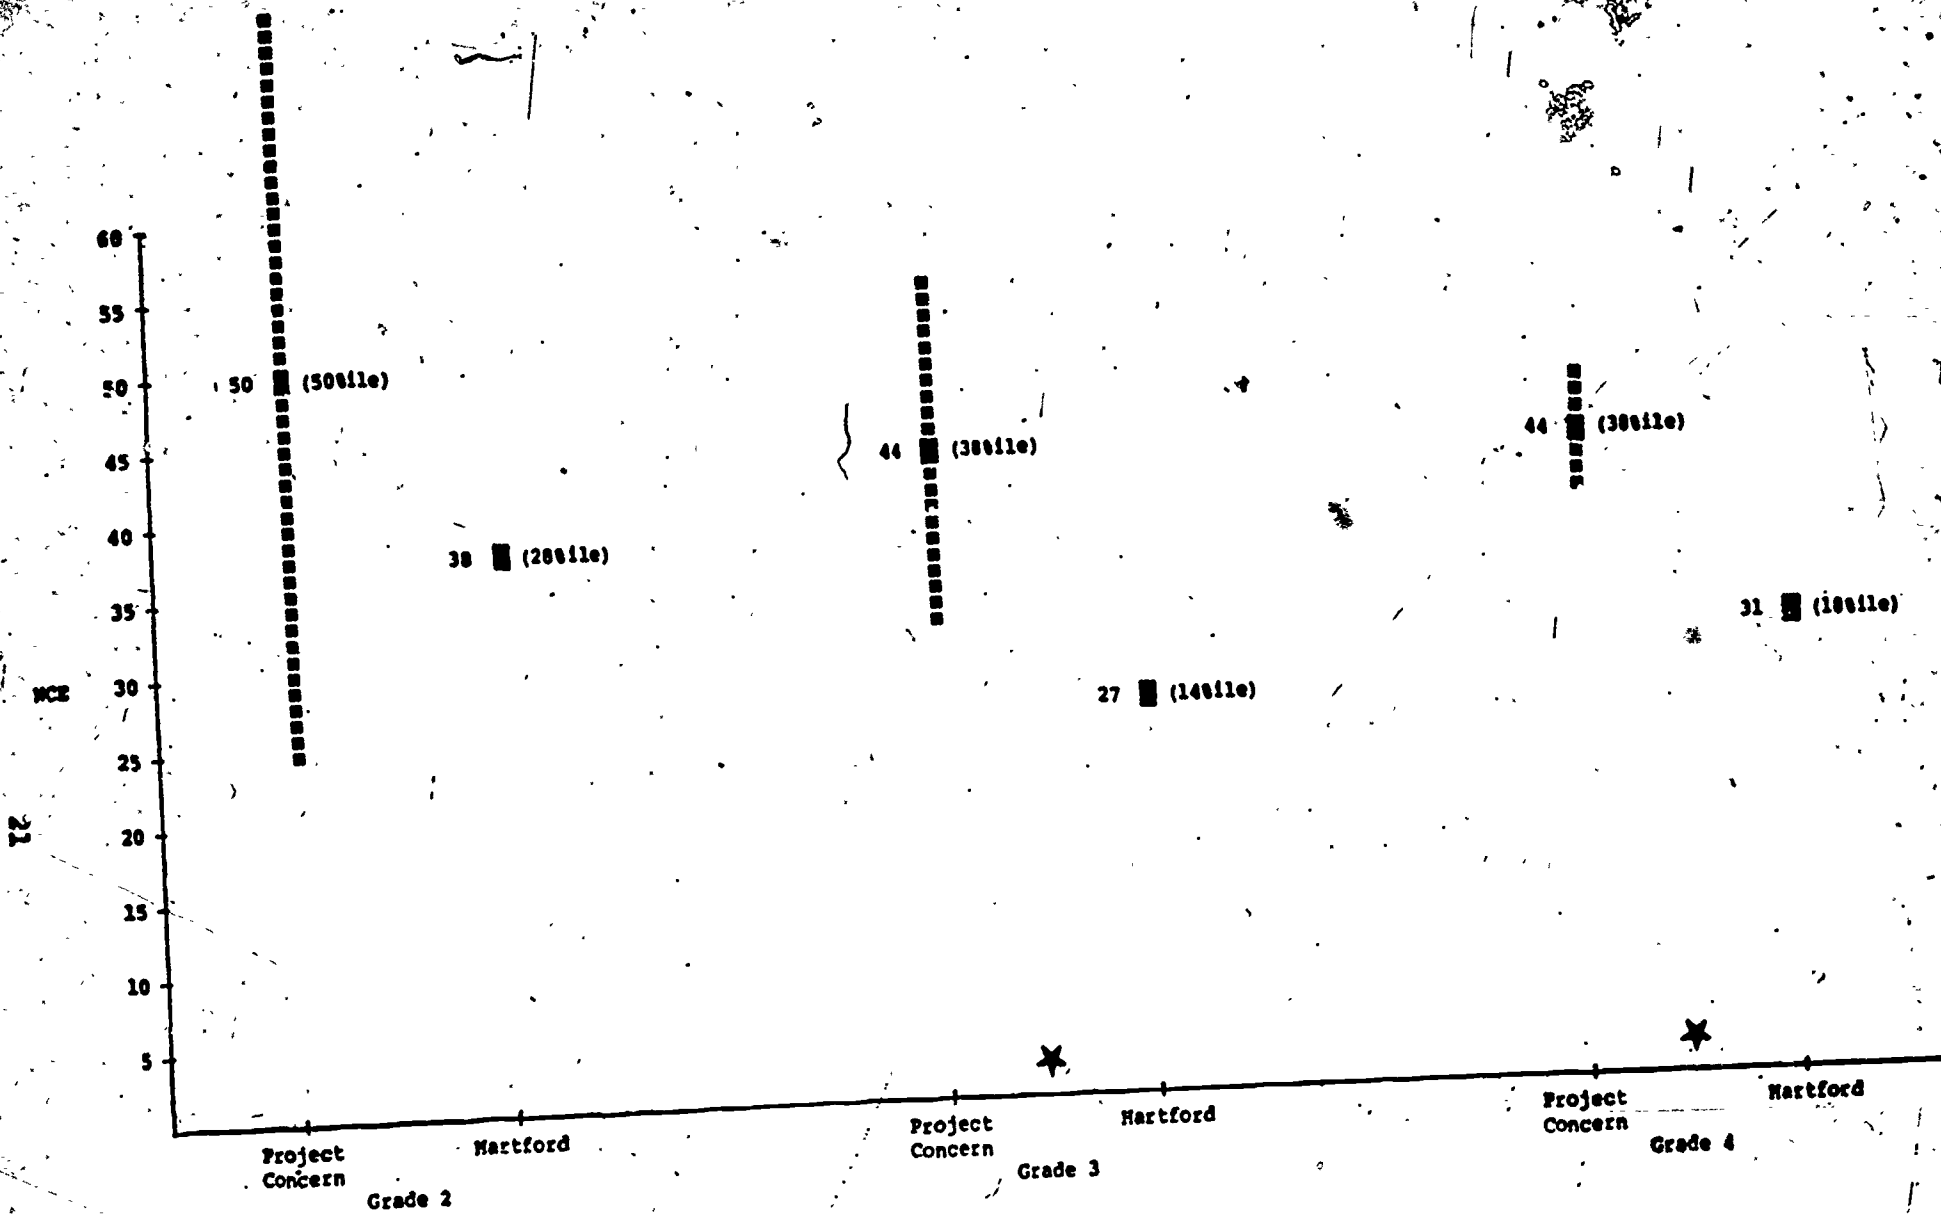 60
55
50
50 (50%ile)
44 (38%ile)
44 (38%ile)
45
40
38 (28%ile)
35
31 (18%ile)
NCE
30
27 (14%ile)
25
20
21
15
10
5
Project
Concern
Hartford
Grade 2
Project
Concern
Hartford
Grade 3
Project
Concern
Hartford
Grade 4